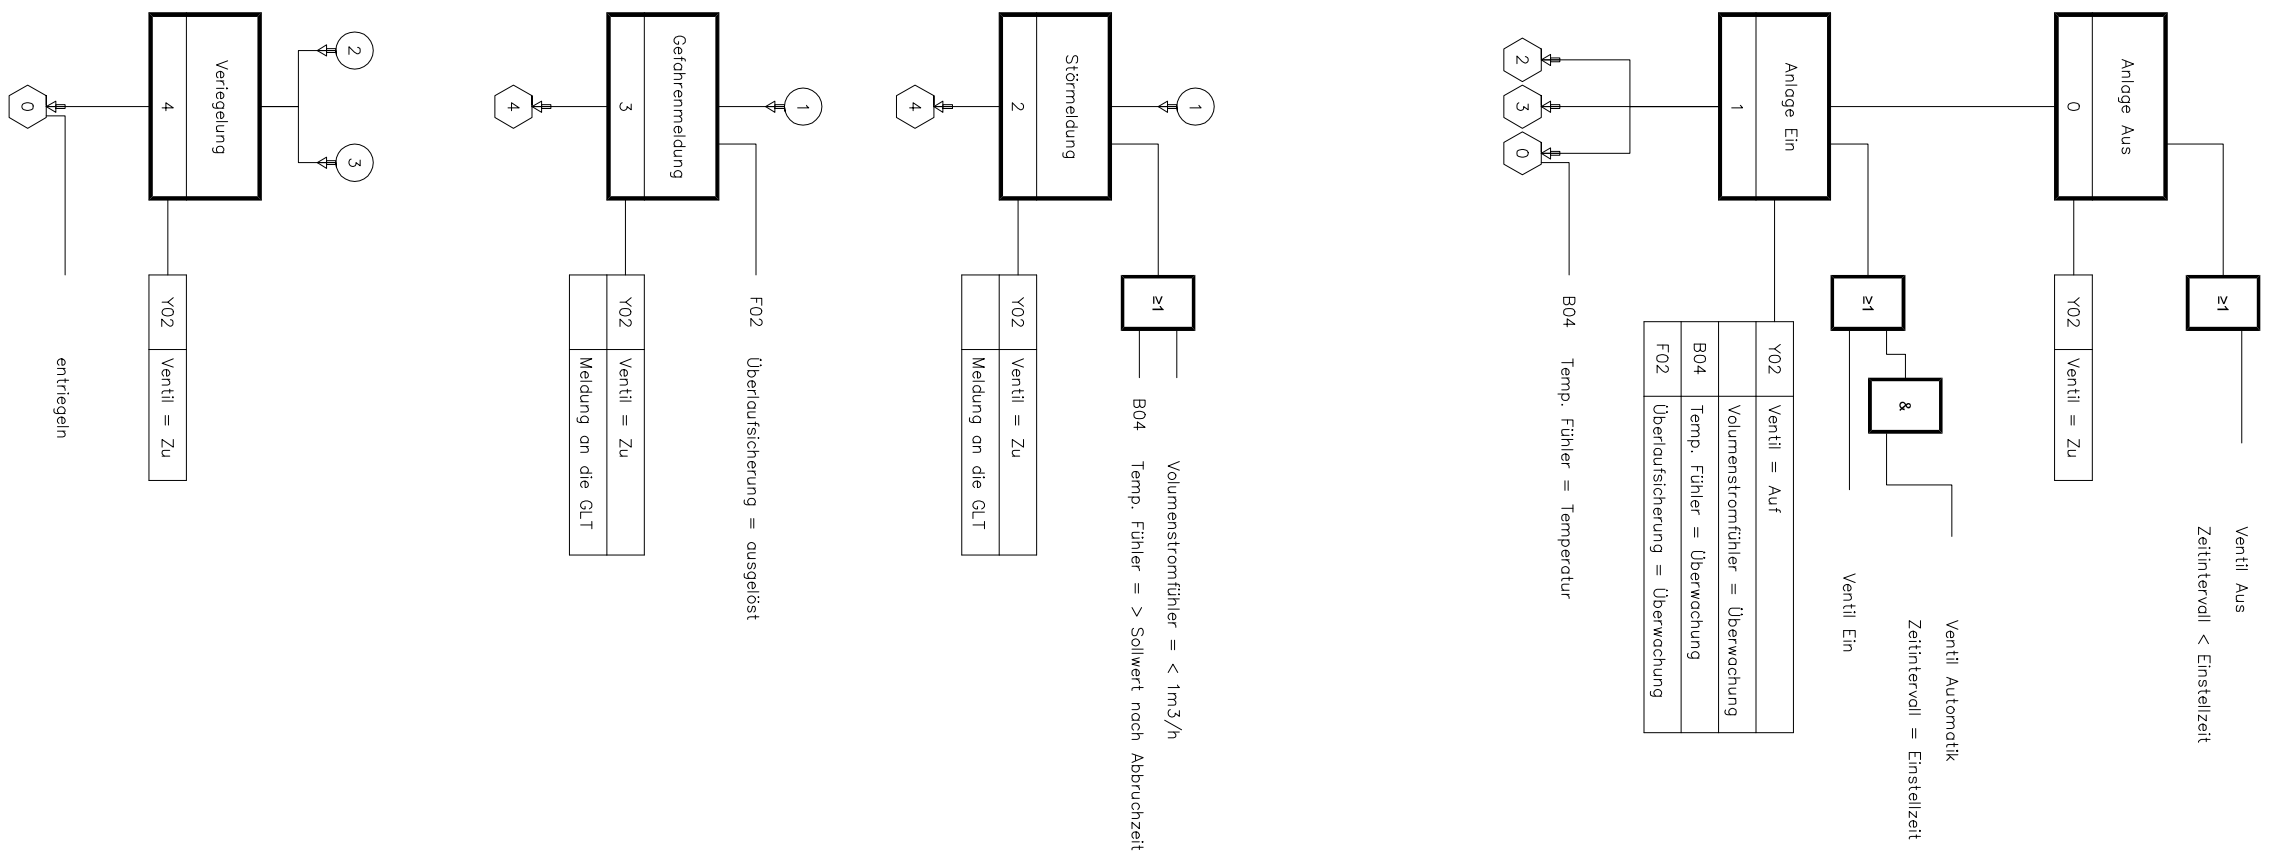 ≥1
Ventil Aus
Zeitintervall < Einstellzeit
Anlage Aus
0
Y02 Ventil = Zu
≥1
&
Ventil Automatik
Zeitintervall = Einstellzeit
Ventil Ein
Anlage Ein
1
Y02 Ventil = Auf
Volumenstromfühler = Überwachung
B04 Temp. Fühler = Überwachung
F02 Überlaufsicherung = Überwachung
2
3
0
B04 Temp. Fühler = Temperatur
1
≥1
Volumenstromfühler = < 1m3/h
B04 Temp. Fühler = > Sollwert nach Abbruchzeit
Störmeldung
2
Y02 Ventil = Zu
Meldung an die GLT
4
1
F02 Überlaufsicherung = ausgelöst
Gefahrenmeldung
3
Y02 Ventil = Zu
Meldung an die GLT
4
2
3
Veriegelung
4
Y02 Ventil = Zu
0
entriegeln